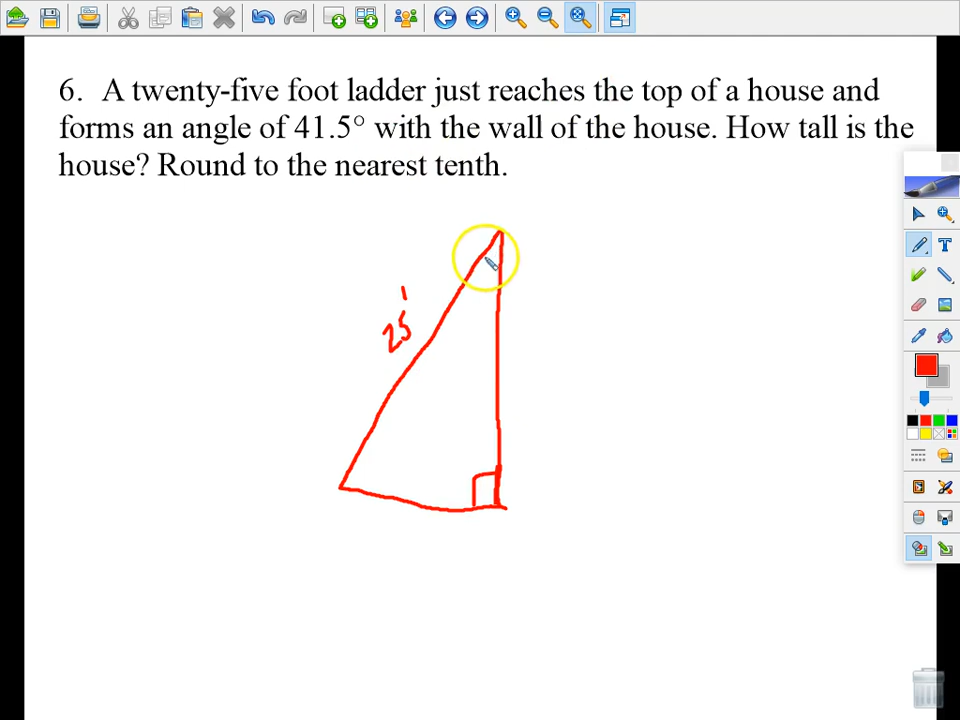 6. A twenty-five foot ladder just reaches the top of a house and
forms an angle of 41.5° with the wall of the house. How tall is the
house? Round to the nearest tenth.
25'
T